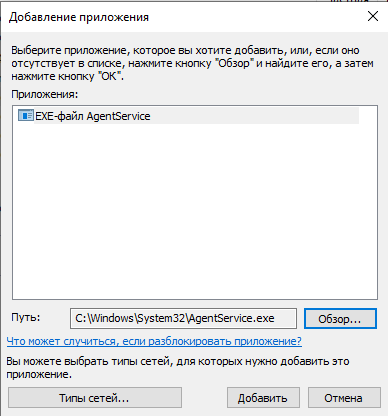 Добавление приложения
Выберите приложение, которое вы хотите добавить, или, если оно
отсутствует в списке, нажмите кнопку "Обзор" и найдите его, а затем
нажмите кнопку "ОК".
Приложения:
EXE-файл AgentService
Путь:
C:\Windows\System32\AgentService.exe
Обзор...
Что может случиться, если разблокировать приложение?
Вы можете выбрать типы сетей, для которых нужно добавить это
приложение.
Типы сетей...
Добавить
Отмена